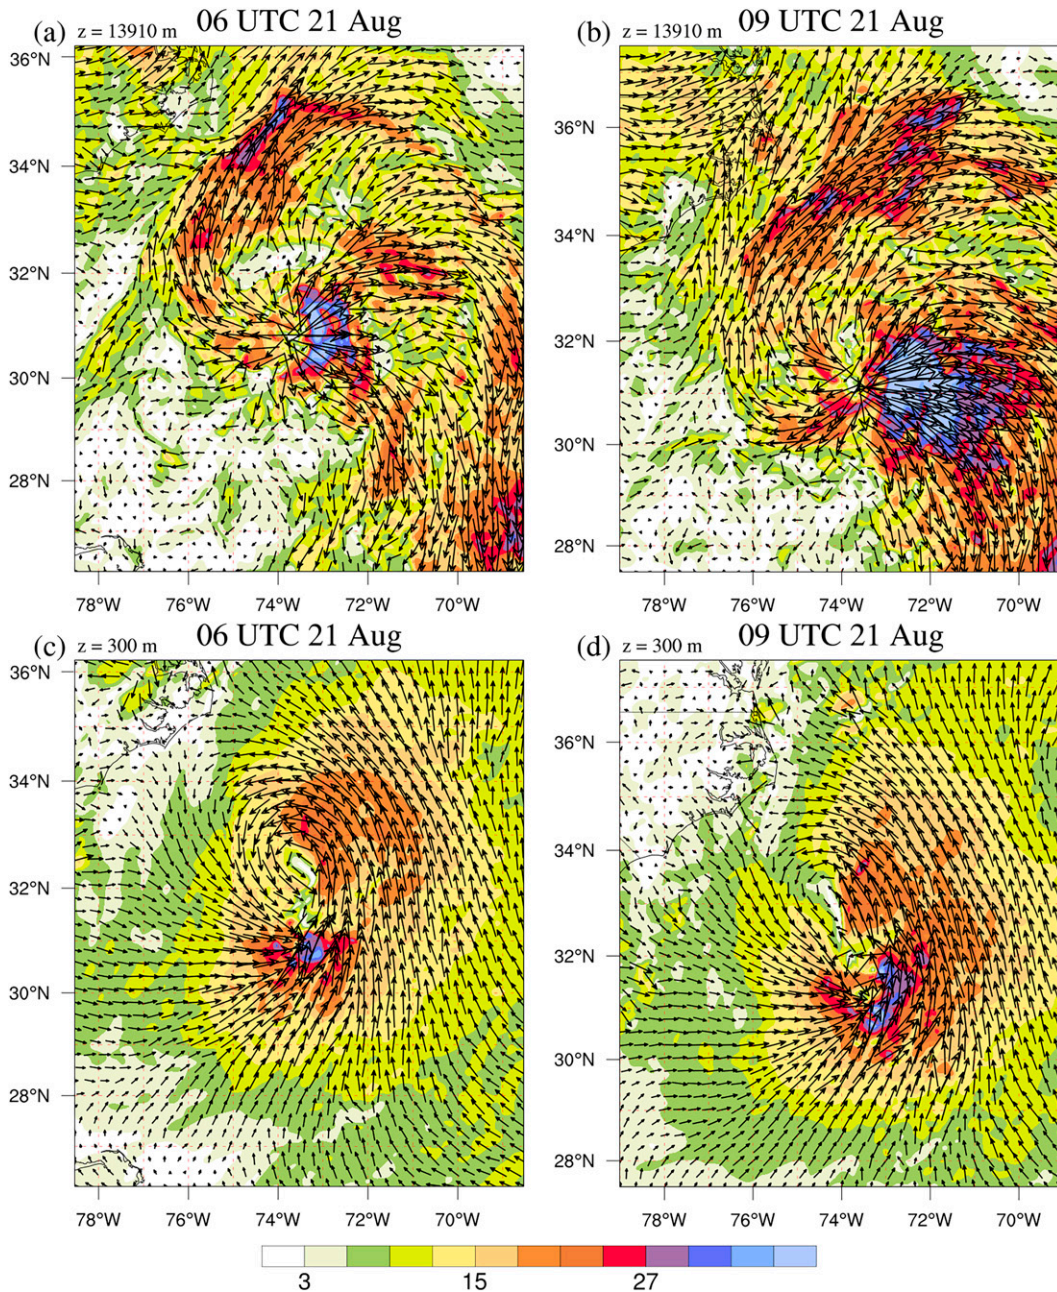 (a) z = 13910 m 06 UTC 21 Aug
(b) z = 13910 m 09 UTC 21 Aug
36°N
34°N
32°N
30°N
28°N
78°W 76°W 74°W 72°W 70°W
36°N
34°N
32°N
30°N
28°N
78°W 76°W 74°W 72°W 70°W
(c) z = 300 m 06 UTC 21 Aug
(d) z = 300 m 09 UTC 21 Aug
36°N
34°N
32°N
30°N
28°N
78°W 76°W 74°W 72°W 70°W
36°N
34°N
32°N
30°N
28°N
78°W 76°W 74°W 72°W 70°W
3 15 27